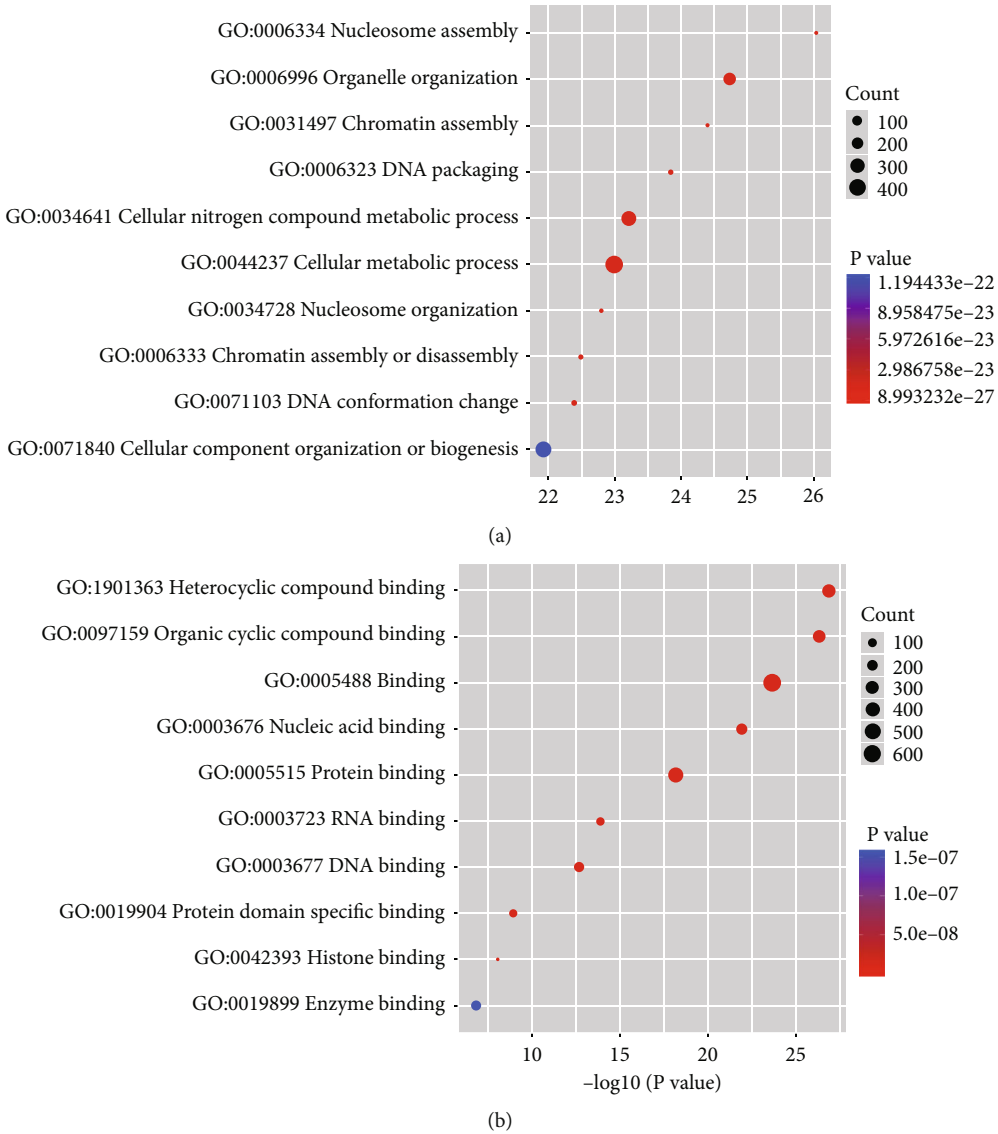 GO:0006334 Nucleosome assembly
GO:0006996 Organelle organization
GO:0031497 Chromatin assembly
GO:0006323 DNA packaging
GO:0034641 Cellular nitrogen compound metabolic process
GO:0044237 Cellular metabolic process
GO:0034728 Nucleosome organization
GO:0006333 Chromatin assembly or disassembly
GO:0071103 DNA conformation change
GO:0071840 Cellular component organization or biogenesis
22 23 24 25 26
Count
100
200
300
400
P value
1.194433e–22
8.958475e–23
5.972616e–23
2.986758e–23
8.993232e–27
(a)
GO:1901363 Heterocyclic compound binding
GO:0097159 Organic cyclic compound binding
GO:0005488 Binding
GO:0003676 Nucleic acid binding
GO:0005515 Protein binding
GO:0003723 RNA binding
GO:0003677 DNA binding
GO:0019904 Protein domain specific binding
GO:0042393 Histone binding
GO:0019899 Enzyme binding
10 15 20 25
–log10 (P value)
Count
100
200
300
400
500
600
P value
1.5e–07
1.0e–07
5.0e–08
(b)